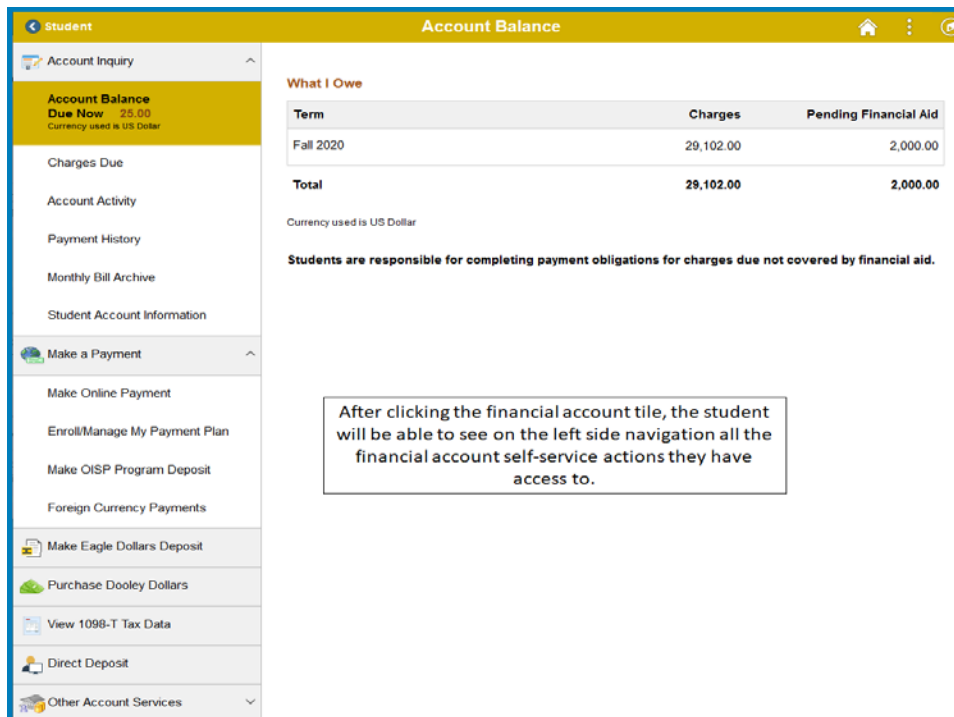 Student
Account Balance
Account Inquiry
Account Balance
Due Now 25.00
Currency used is US Dollar
Charges Due
Account Activity
Payment History
Monthly Bill Archive
Student Account Information
Make a Payment
Make Online Payment
Enroll/Manage My Payment Plan
Make OISP Program Deposit
Foreign Currency Payments
Make Eagle Dollars Deposit
Purchase Dooley Dollars
View 1098-T Tax Data
Direct Deposit
Other Account Services
What I Owe
Term Charges Pending Financial Aid
Fall 2020 29,102.00 2,000.00
Total 29,102.00 2,000.00
Currency used is US Dollar
Students are responsible for completing payment obligations for charges due not covered by financial aid.
After clicking the financial account tile, the student
will be able to see on the left side navigation all the
financial account self-service actions they have
access to.